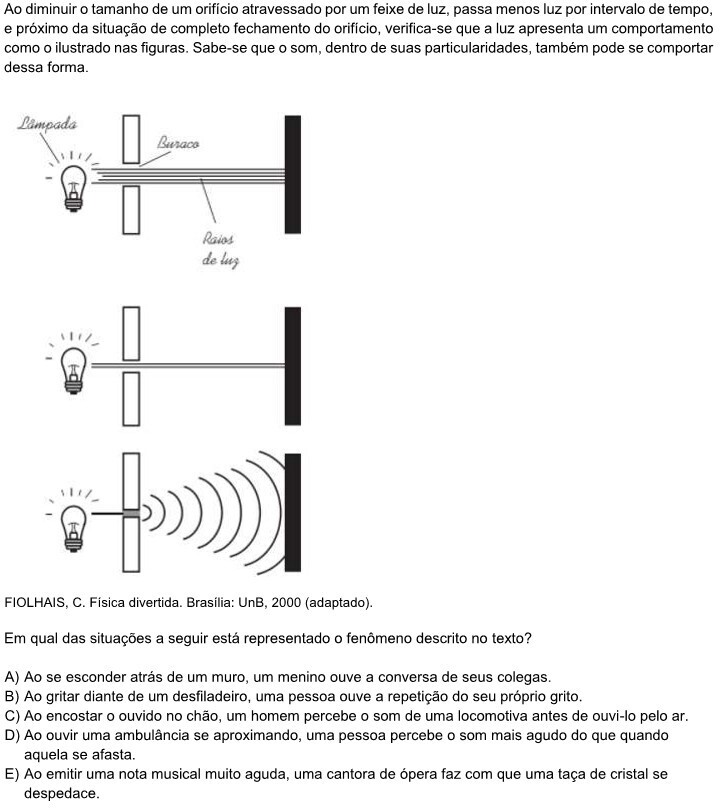 Ao diminuir o tamanho de um orifício atravessado por um feixe de luz, passa menos luz por intervalo de tempo,
e próximo da situação de completo fechamento do orifício, verifica-se que a luz apresenta um comportamento
como o ilustrado nas figuras. Sabe-se que o som, dentro de suas particularidades, também pode se comportar
dessa forma.
Lâmpada
Buraco
Raios
de luz
FIOLHAIS, C. Física divertida. Brasília: UnB, 2000 (adaptado).
Em qual das situações a seguir está representado o fenômeno descrito no texto?
A) Ao se esconder atrás de um muro, um menino ouve a conversa de seus colegas.
B) Ao gritar diante de um desfiladeiro, uma pessoa ouve a repetição do seu próprio grito.
C) Ao encostar o ouvido no chão, um homem percebe o som de uma locomotiva antes de ouvi-lo pelo ar.
D) Ao ouvir uma ambulância se aproximando, uma pessoa percebe o som mais agudo do que quando
aquela se afasta.
E) Ao emitir uma nota musical muito aguda, uma cantora de ópera faz com que uma taça de cristal se
despedace.